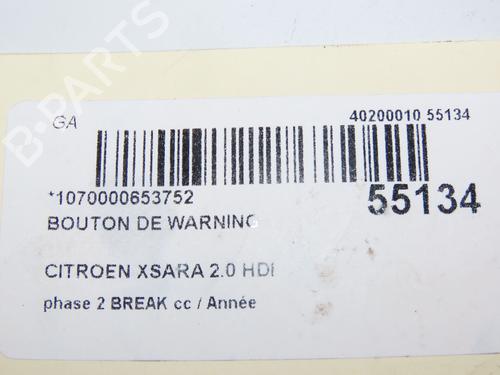 B-PARTS
GA
40200010 55134
*1070000653752
55134
BOUTON DE WARNING
CITROEN XSARA 2.0 HDI
phase 2 BREAK cc / Année